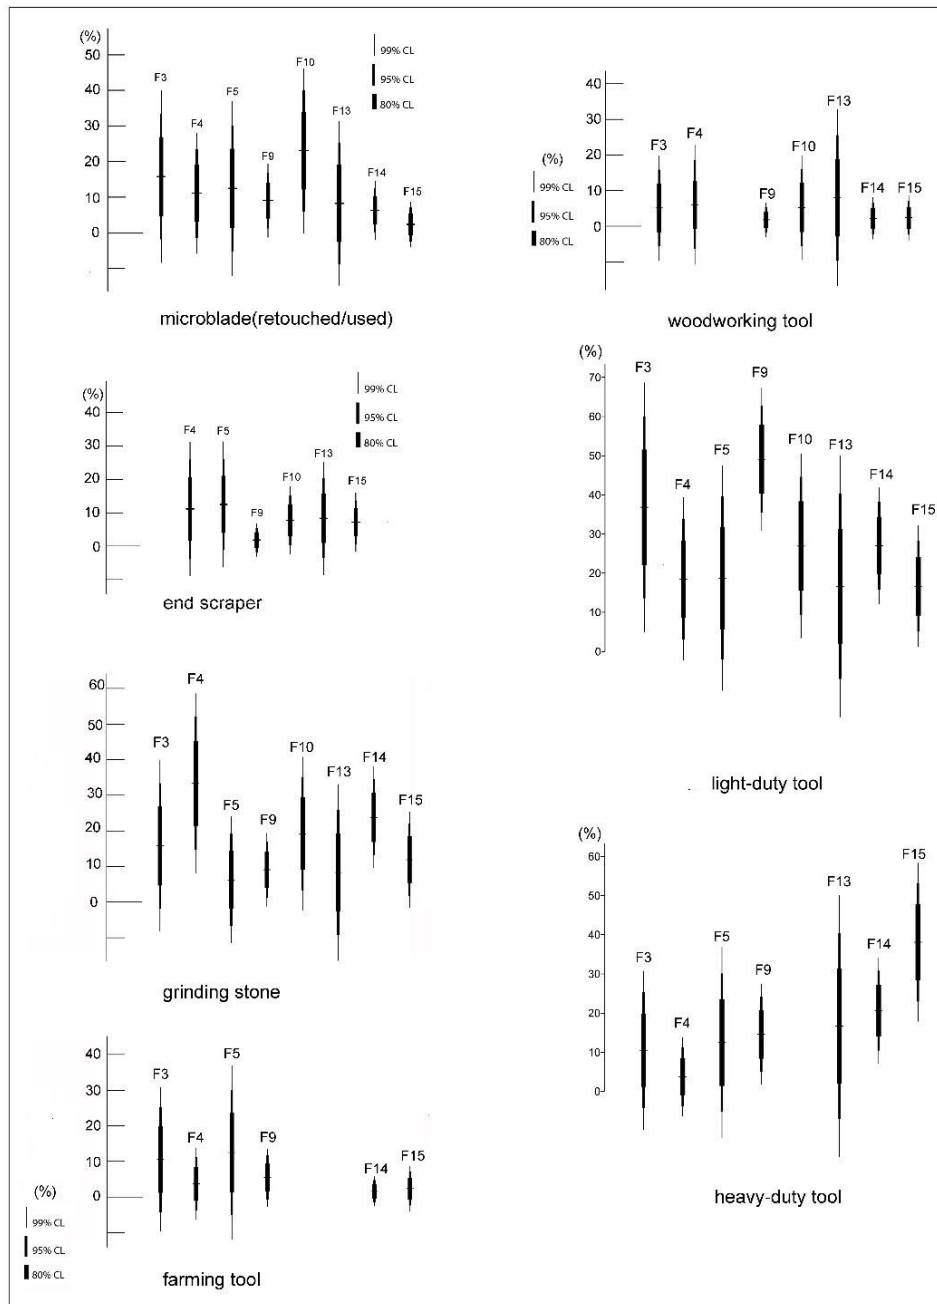 (%)
50
40
30
20
10
0
F3
F4
F5
F9
F10
F13
F14
F15
99% CL
95% CL
80% CL
microblade(retouched/used)
40
30
20
10
0
(%)
99% CL
95% CL
80% CL
F3
F4
F9
F10
F13
F14
F15
woodworking tool
(%)
40
30
20
10
0
F4
F5
F9
F10
F13
F15
99% CL
95% CL
80% CL
end scraper
(%)
70
60
50
40
30
20
10
0
F3
F4
F5
F9
F10
F13
F14
F15
light-duty tool
60
50
40
30
20
10
0
F3
F4
F5
F9
F10
F13
F14
F15
grinding stone
(%)
60
50
40
30
20
10
0
F3
F4
F5
F9
F13
F14
F15
heavy-duty tool
40
30
20
10
0
(%)
99% CL
95% CL
80% CL
F3
F4
F5
F9
F14
F15
farming tool